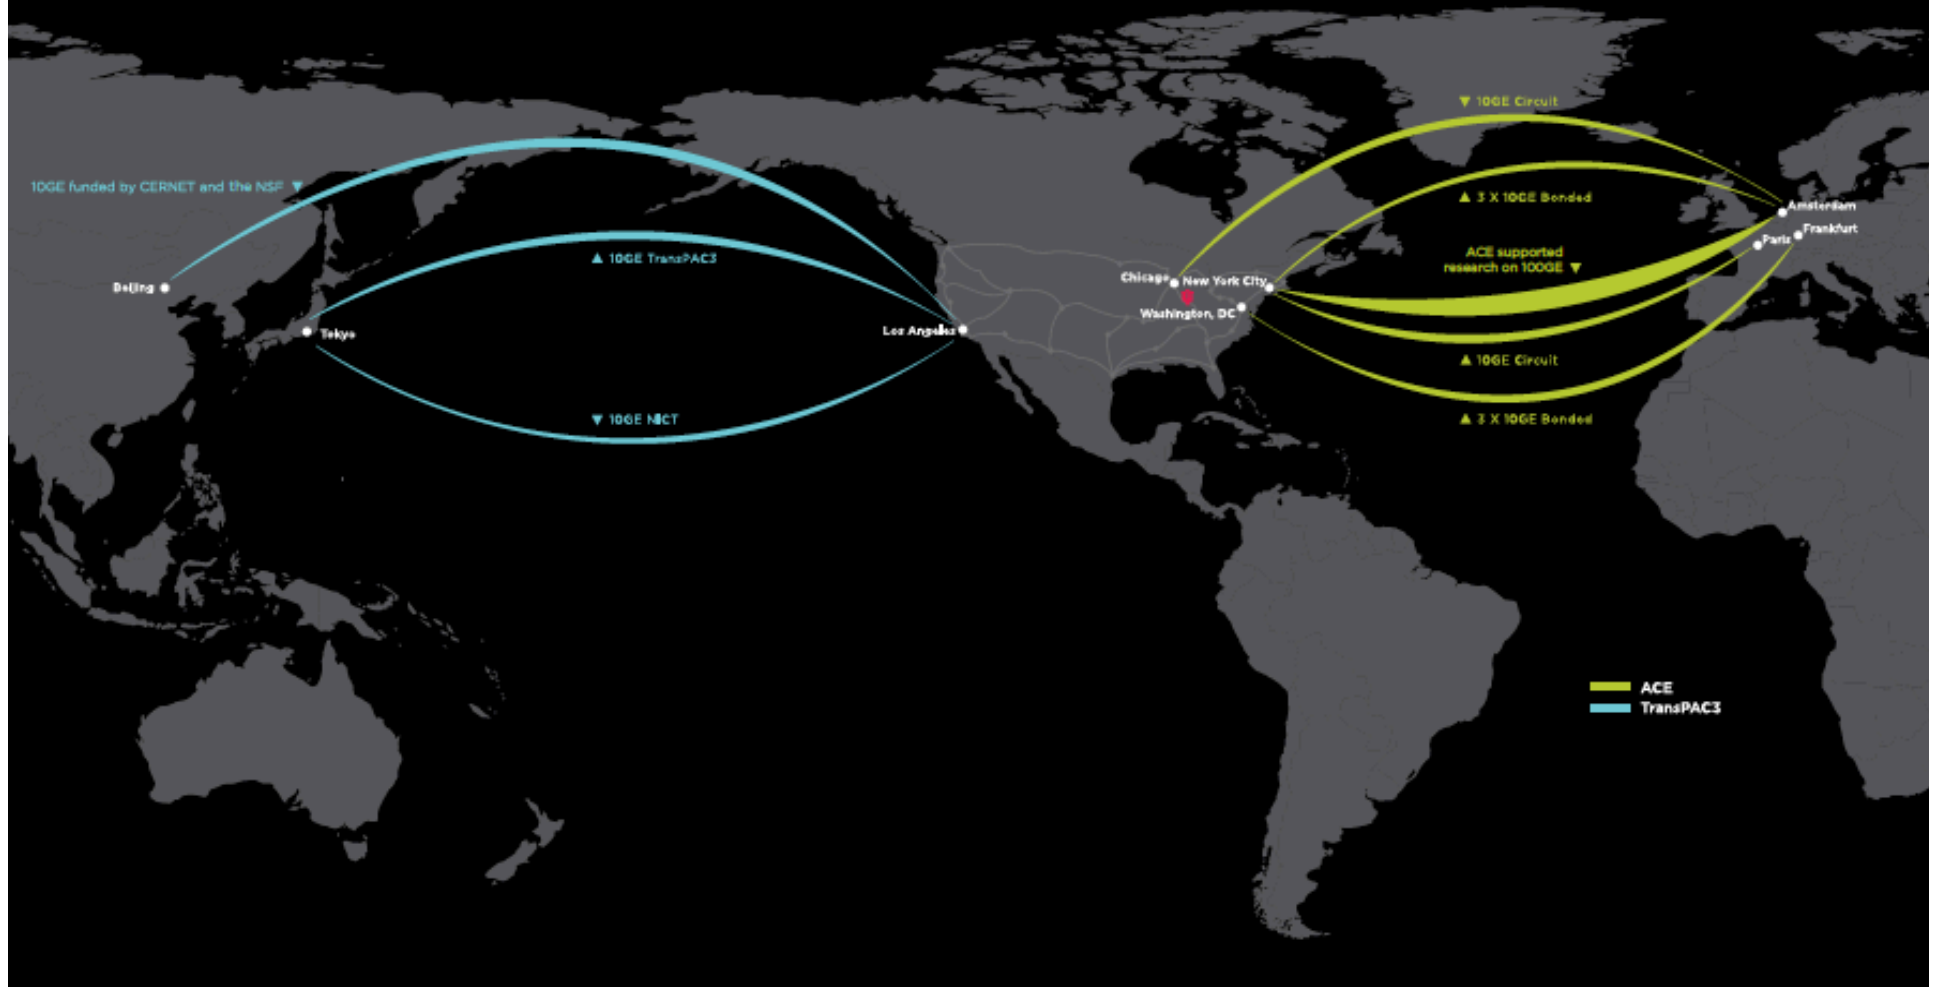 ▼ 10GE Circuit
10GE funded by CERNET and the NSF ▼
▲ 3 X 10GE Bonded
Amsterdam
Frankfurt
Paris
ACE supported
research on 100GE ▼
▲ 10GE TransPAC3
Chicago
New York City
Beijing
Washington, DC
Tokyo
Los Angeles
▲ 10GE Circuit
▼ 10GE NICT
▲ 3 X 10GE Bonded
ACE
TransPAC3